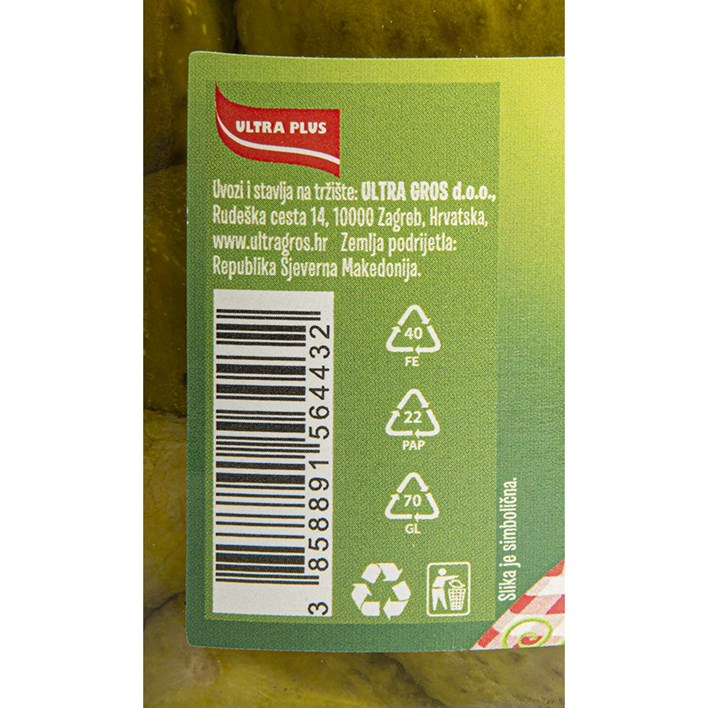 ULTRA PLUS
Uvozi i stavlja na tržište: ULTRA GROS d.o.o.,
Rudeška cesta 14, 10000 Zagreb, Hrvatska,
www.ultragros.hr Zemlja podrijetla:
Republika Sjeverna Makedonija.
3 858891 564432
40
FE
22
PAP
70
GL
Slika je simbolična.